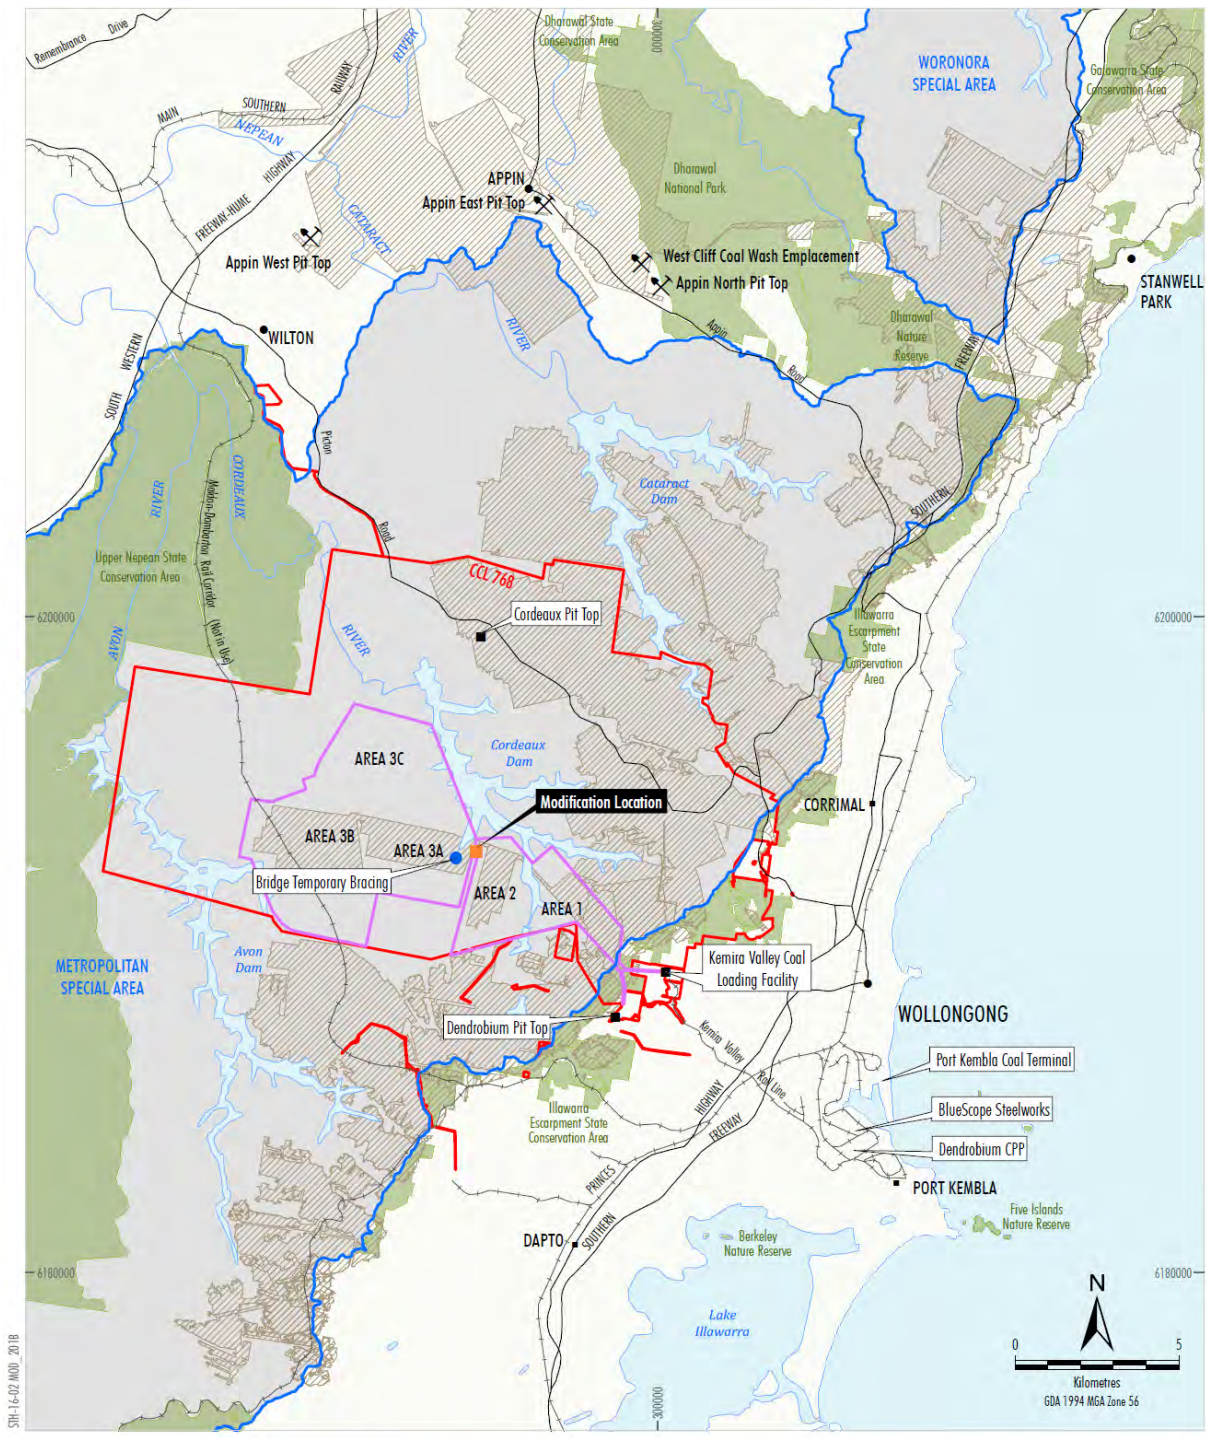 Dharawal State
Conservation Area
300000
RIVER
Remembrance Drive
WORONORA
SPECIAL AREA
Garawarra State
Conservation Area
RAILWAY
SOUTHERN
MAIN
NEPEAN
HIGHWAY
FREEWAY-HUME
Dharawal
National Park
APPIN
Appin East Pit Top
CATARACT
Appin West Pit Top
West Cliff Coal Wash Emplacement
Appin North Pit Top
STANWELL
PARK
RIVER
Appin
Road
Dharawal
Nature
Reserve
FREEWAY
WILTON
WESTERN
SOUTH
Picton
Road
CORDEAUX
RIVER
Maldon-Dombarton Rail Corridor (Not in Use)
Cataract
Dam
SOUTHERN
Upper Nepean State
Conservation Area
CCL 768
Cordeaux Pit Top
6200000
6200000
AVON
RIVER
Illawarra
Escarpment
State
Conservation
Area
AREA 3C
Cordeaux
Dam
Modification Location
CORRIMAL
AREA 3B
AREA 3A
Bridge Temporary Bracing
AREA 2
AREA 1
Avon
Dam
METROPOLITAN
SPECIAL AREA
Kemira Valley Coal
Loading Facility
WOLLONGONG
Dendrobium Pit Top
Kemira Valley
Rail Line
Port Kembla Coal Terminal
HIGHWAY
FREEWAY
BlueScope Steelworks
Illawarra
Escarpment State
Conservation Area
Dendrobium CPP
PRINCES
PORT KEMBLA
Five Islands
Nature Reserve
DAPTO
SOUTHERN
Berkeley
Nature Reserve
6180000
6180000
N
Lake
Illawarra
0
5
Kilometres
GDA 1994 MGA Zone 56
300000
STH-16-02 MOD_201B